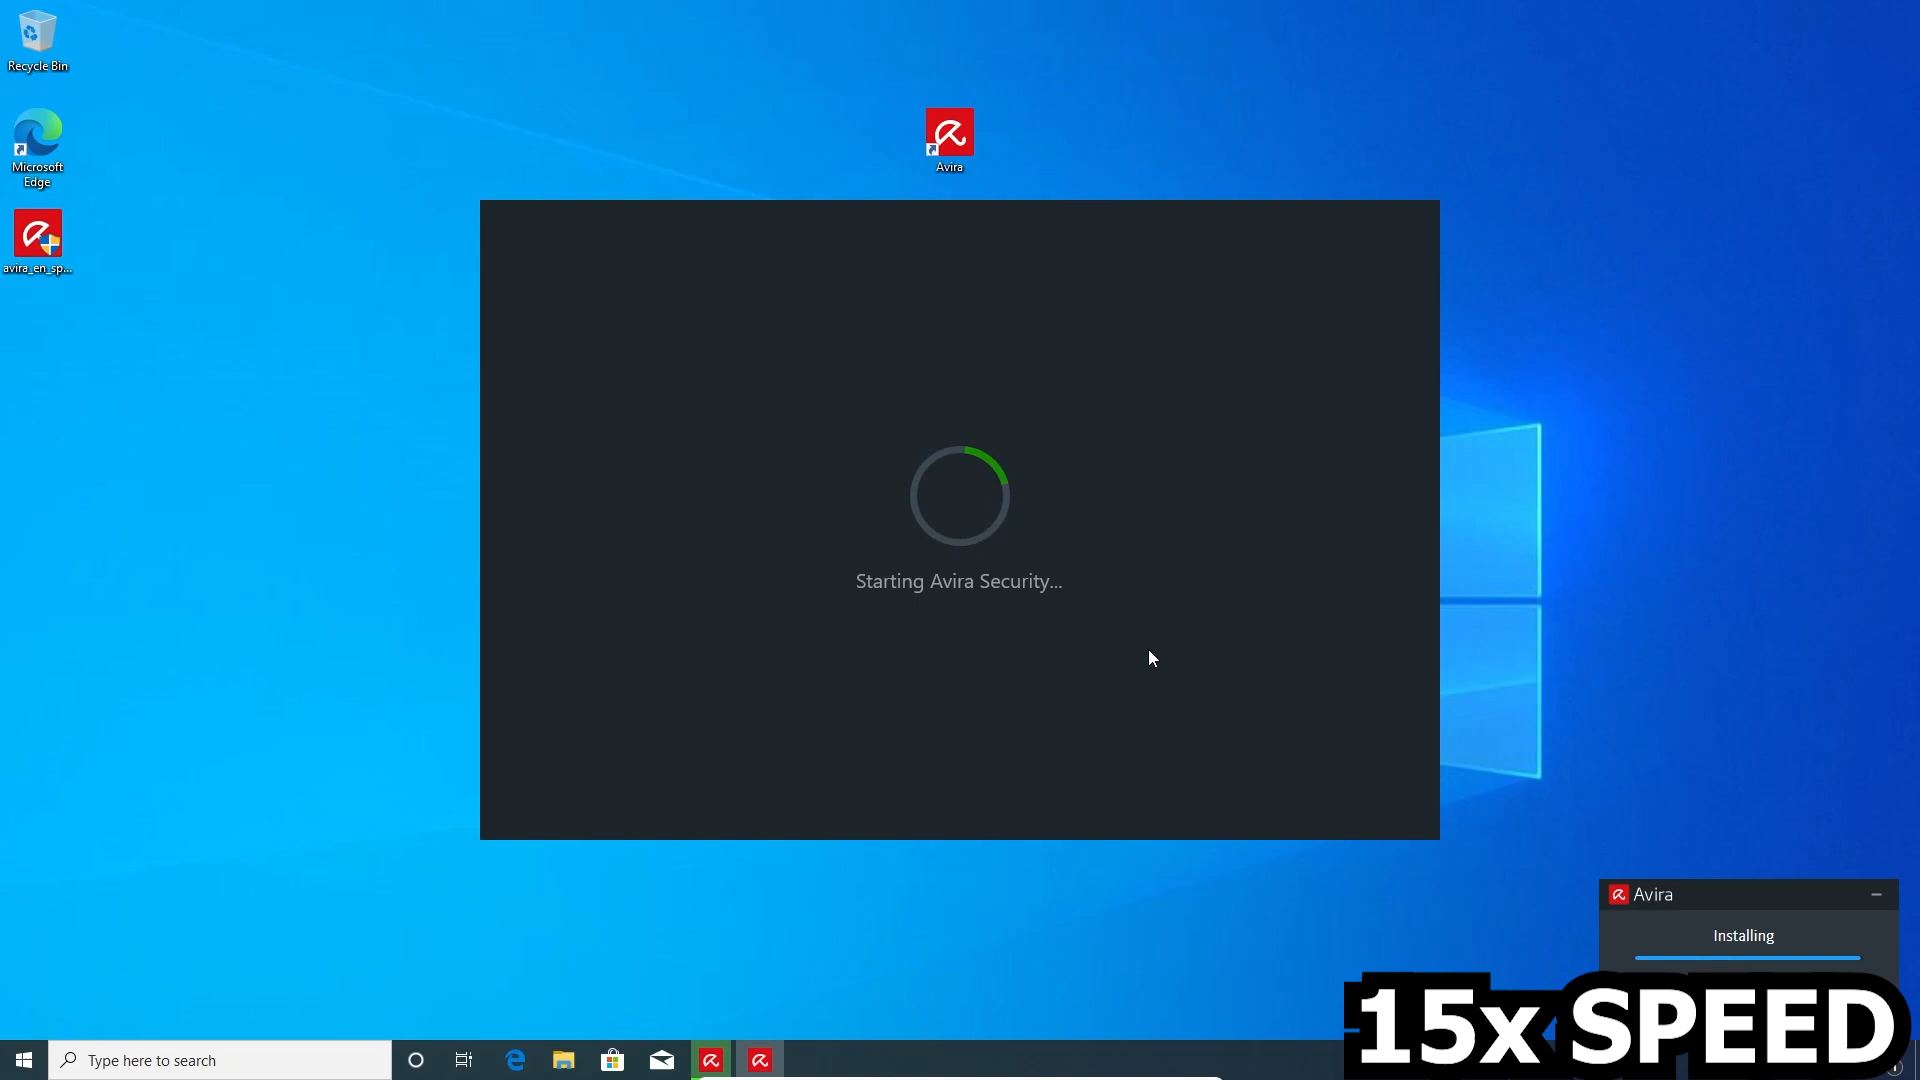 Recycle Bin
Microsoft
Edge
avira_en_sp...
Avira
Starting Avira Security...
Avira
Installing
15x SPEED
Type here to search